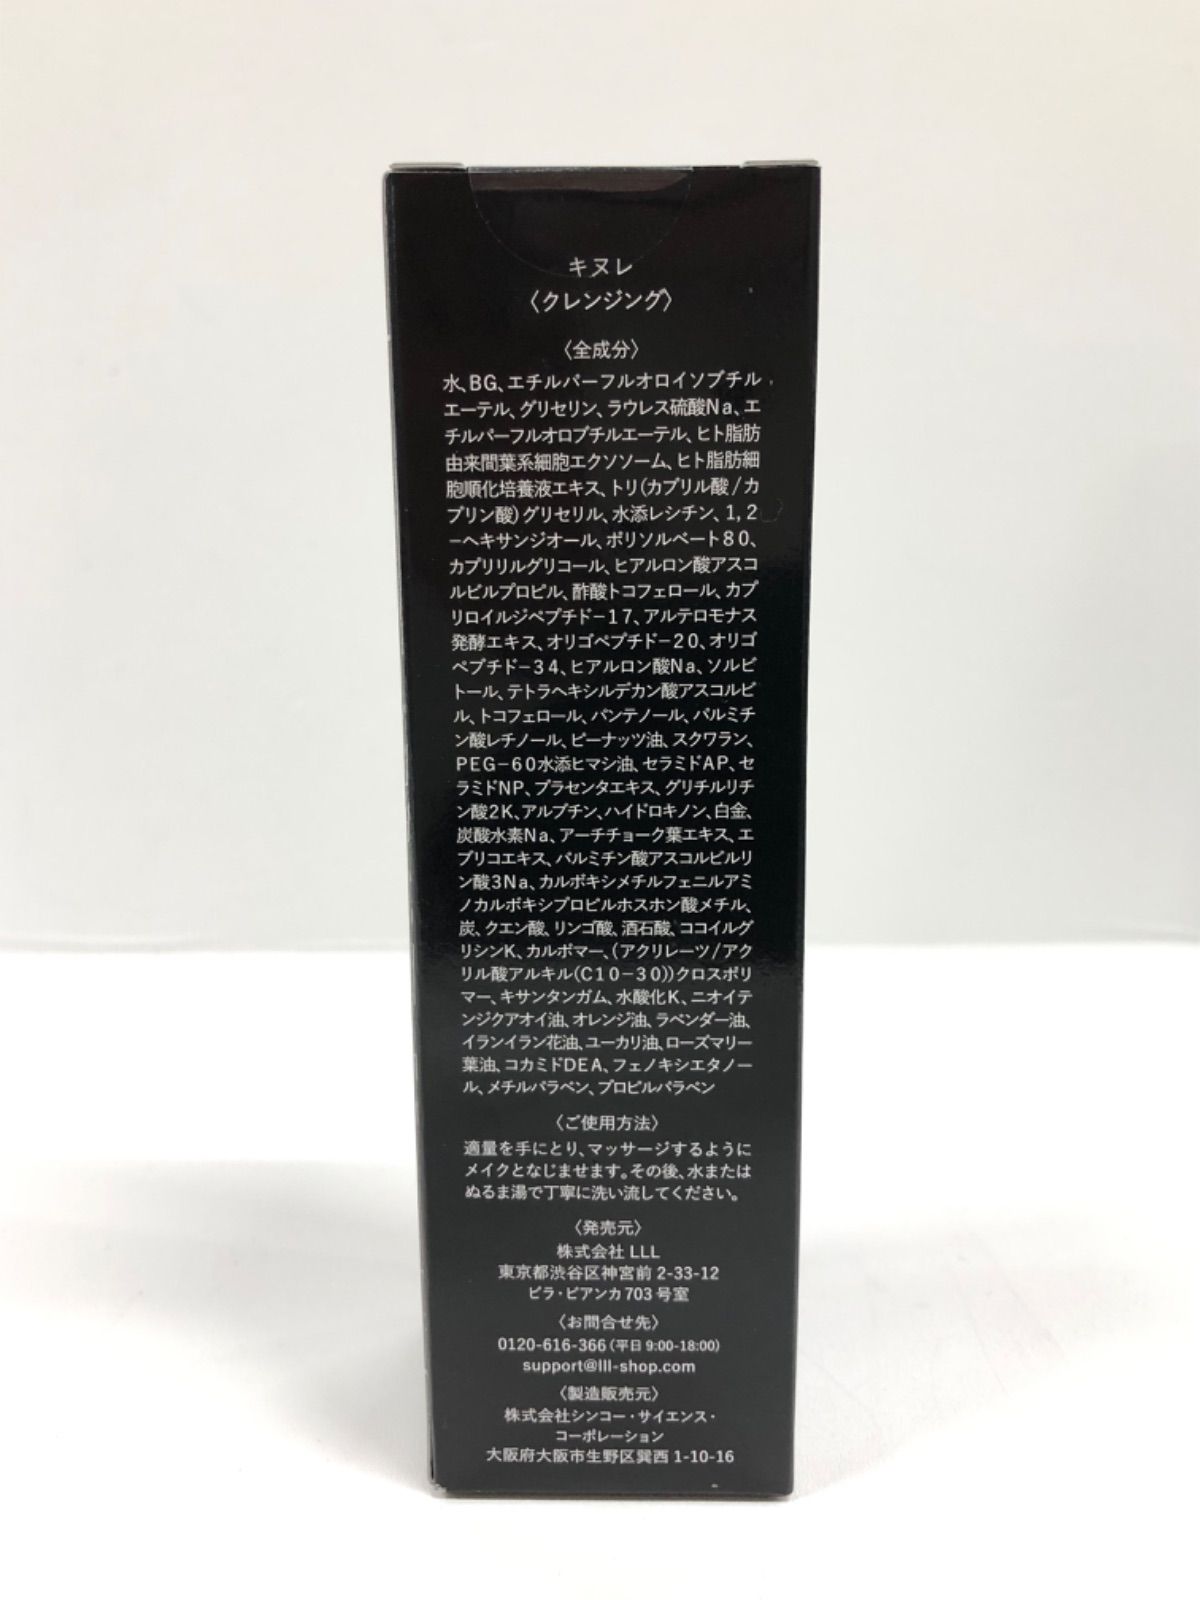 キヌレ
〈クレンジング〉
〈全成分〉
水、BG、エチルパーフルオロイソブチル
エーテル、グリセリン、ラウレス硫酸Na、エ
チルパーフルオロブチルエーテル、ヒト脂肪
由来間葉系細胞エクソソーム、ヒト脂肪細
胞順化培養液エキス、トリ(カプリル酸/カ
プリン酸)グリセリル、水添レシチン、1,2
-ヘキサンジオール、ポリソルベート80、
カプリリルグリコール、ヒアルロン酸アスコ
ルビルプロピル、酢酸トコフェロール、カプ
リロイルジペプチド-17、アルテロモナス
発酵エキス、オリゴペプチド-20、オリゴ
ペプチド-34、ヒアルロン酸Na、ソルビ
トール、テトラヘキシルデカン酸アスコルビ
ル、トコフェロール、パンテノール、パルミチ
ン酸レチノール、ピーナッツ油、スクワラン、
PEG-60水添ヒマシ油、セラミドAP、セ
ラミドNP、プラセンタエキス、グリチルリチ
ン酸2K、アルブチン、ハイドロキノン、白金、
炭酸水素Na、アーチチョーク葉エキス、エ
ブリコエキス、パルミチン酸アスコルビルリ
ン酸3Na、カルボキシメチルフェニルアミ
ノカルボキシプロピルホスホン酸メチル、
炭、クエン酸、リンゴ酸、酒石酸、ココイルグ
リシンK、カルボマー、(アクリレーツ/アク
リル酸アルキル(C10-30))クロスポリ
マー、キサンタンガム、水酸化K、ニオイテ
ンジクアオイ油、オレンジ油、ラベンダー油、
イランイラン花油、ユーカリ油、ローズマリー
葉油、コカミドDEA、フェノキシエタノー
ル、メチルパラベン、プロピルパラベン
〈ご使用方法〉
適量を手にとり、マッサージするように
メイクとなじませます。その後、水または
ぬるま湯で丁寧に洗い流してください。
〈発売元〉
株式会社 LLL
東京都渋谷区神宮前 2-33-12
ビラ・ビアンカ 703 号室
〈お問合せ先〉
0120-616-366 (平日 9:00-18:00)
support@lll-shop.com
〈製造販売元〉
株式会社シンコー・サイエンス・
コーポレーション
大阪府大阪市生野区巽西 1-10-16